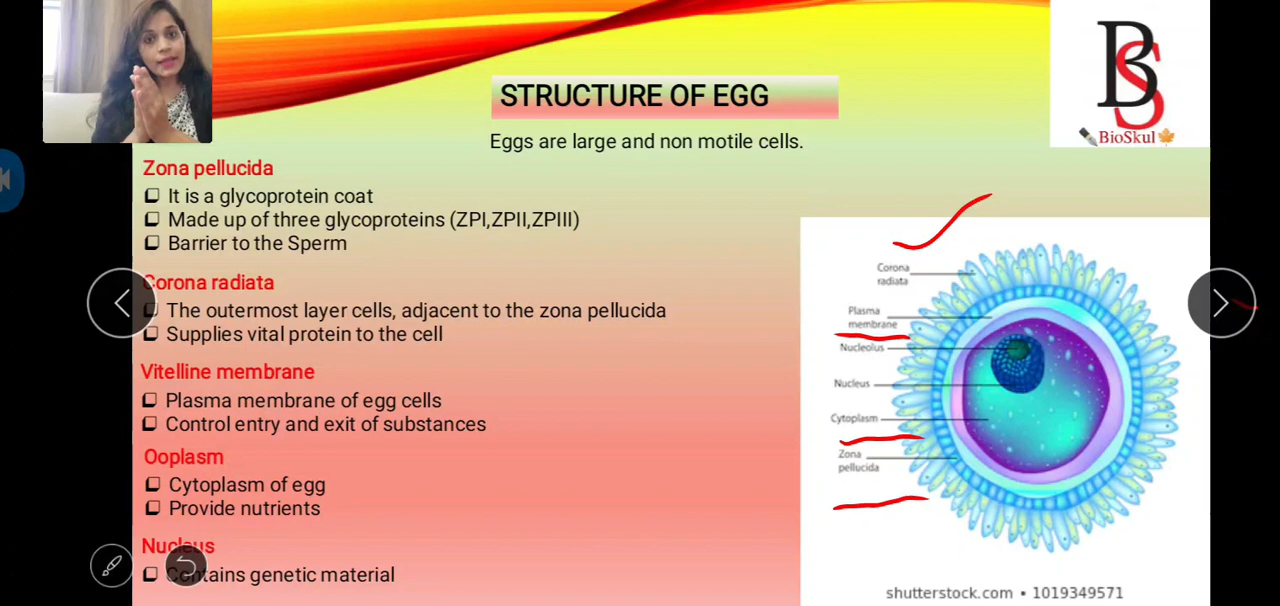 STRUCTURE OF EGG
BS
BioSkul
Eggs are large and non motile cells.
Zona pellucida
It is a glycoprotein coat
Made up of three glycoproteins (ZPI,ZPII,ZPIII)
Barrier to the Sperm
Corona radiata
The outermost layer cells, adjacent to the zona pellucida
Supplies vital protein to the cell
Vitelline membrane
Plasma membrane of egg cells
Control entry and exit of substances
Ooplasm
Cytoplasm of egg
Provide nutrients
Nucleus
Contains genetic material
Corona
radiata
Plasma
membrane
Nucleolus
Nucleus
Cytoplasm
Zona
pellucida
shutterstock.com • 1019349571